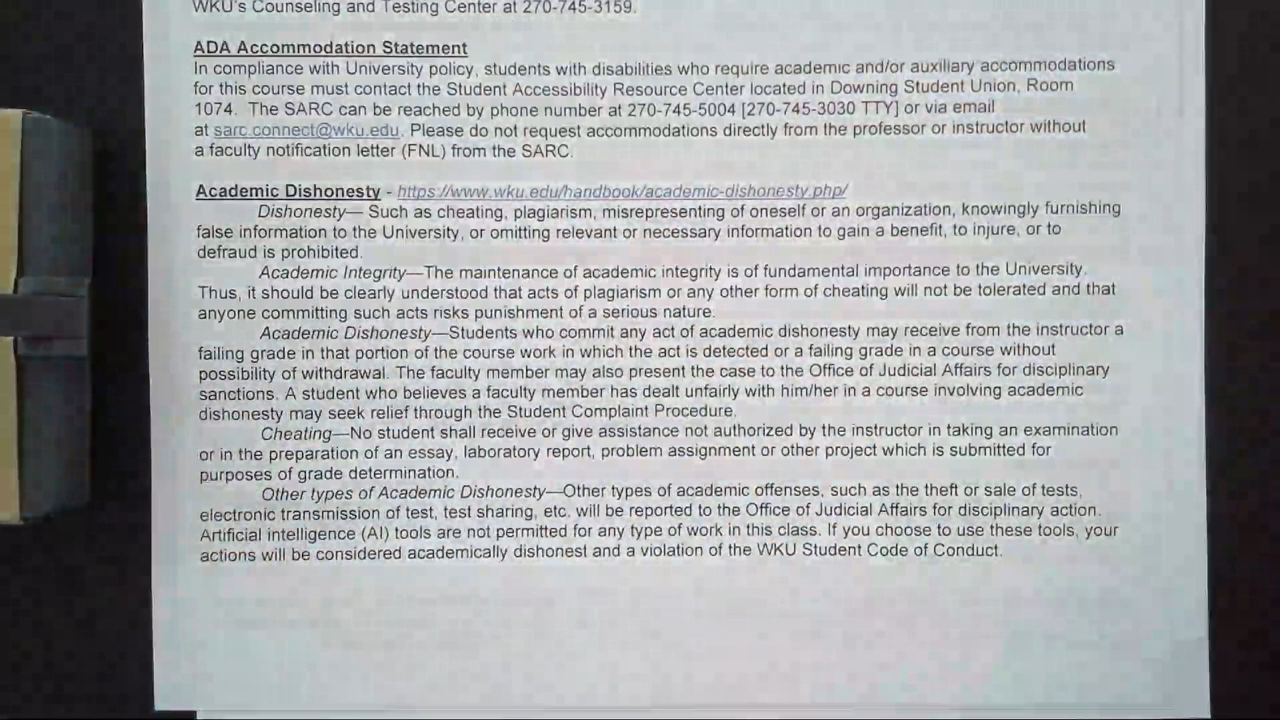 WKU's Counseling and Testing Center at 270-745-3159.
ADA Accommodation Statement
In compliance with University policy, students with disabilities who require academic and/or auxiliary accommodations
for this course must contact the Student Accessibility Resource Center located in Downing Student Union, Room
1074. The SARC can be reached by phone number at 270-745-5004 [270-745-3030 TTY] or via email
at sarc.connect@wku.edu. Please do not request accommodations directly from the professor or instructor without
a faculty notification letter (FNL) from the SARC.
Academic Dishonesty - https://www.wku.edu/handbook/academic-dishonesty.php/
Dishonesty— Such as cheating, plagiarism, misrepresenting of oneself or an organization, knowingly furnishing
false information to the University, or omitting relevant or necessary information to gain a benefit, to injure, or to
defraud is prohibited.
Academic Integrity—The maintenance of academic integrity is of fundamental importance to the University.
Thus, it should be clearly understood that acts of plagiarism or any other form of cheating will not be tolerated and that
anyone committing such acts risks punishment of a serious nature.
Academic Dishonesty—Students who commit any act of academic dishonesty may receive from the instructor a
failing grade in that portion of the course work in which the act is detected or a failing grade in a course without
possibility of withdrawal. The faculty member may also present the case to the Office of Judicial Affairs for disciplinary
sanctions. A student who believes a faculty member has dealt unfairly with him/her in a course involving academic
dishonesty may seek relief through the Student Complaint Procedure.
Cheating—No student shall receive or give assistance not authorized by the instructor in taking an examination
or in the preparation of an essay, laboratory report, problem assignment or other project which is submitted for
purposes of grade determination.
Other types of Academic Dishonesty—Other types of academic offenses, such as the theft or sale of tests,
electronic transmission of test, test sharing, etc. will be reported to the Office of Judicial Affairs for disciplinary action.
Artificial intelligence (AI) tools are not permitted for any type of work in this class. If you choose to use these tools, your
actions will be considered academically dishonest and a violation of the WKU Student Code of Conduct.